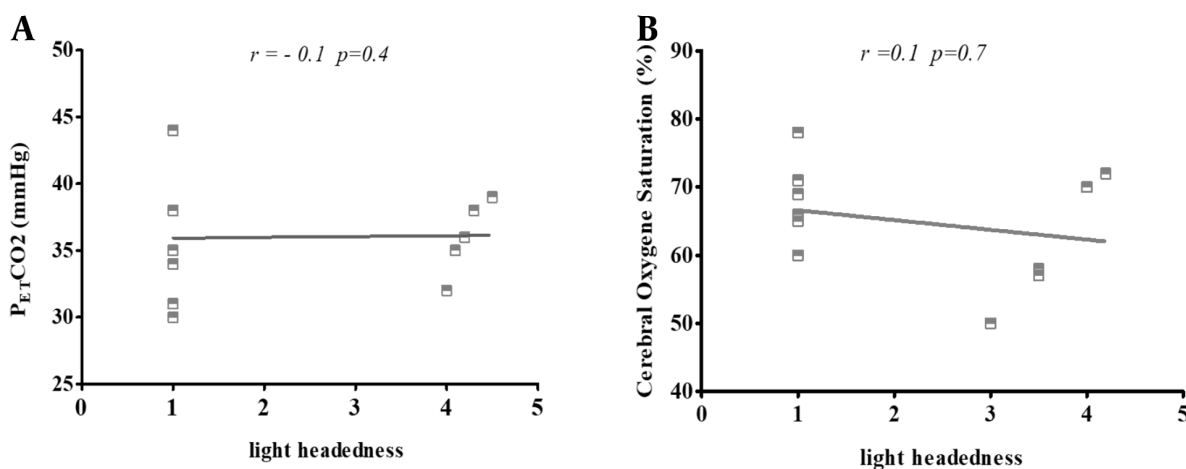 A
r = - 0.1 p=0.4
50
45
40
35
30
25
P_ETCO2 (mmHg)
0 1 2 3 4 5
light headedness
B
r =0.1 p=0.7
90
80
70
60
50
40
Cerebral Oxygene Saturation (%)
0 1 2 3 4 5
light headedness